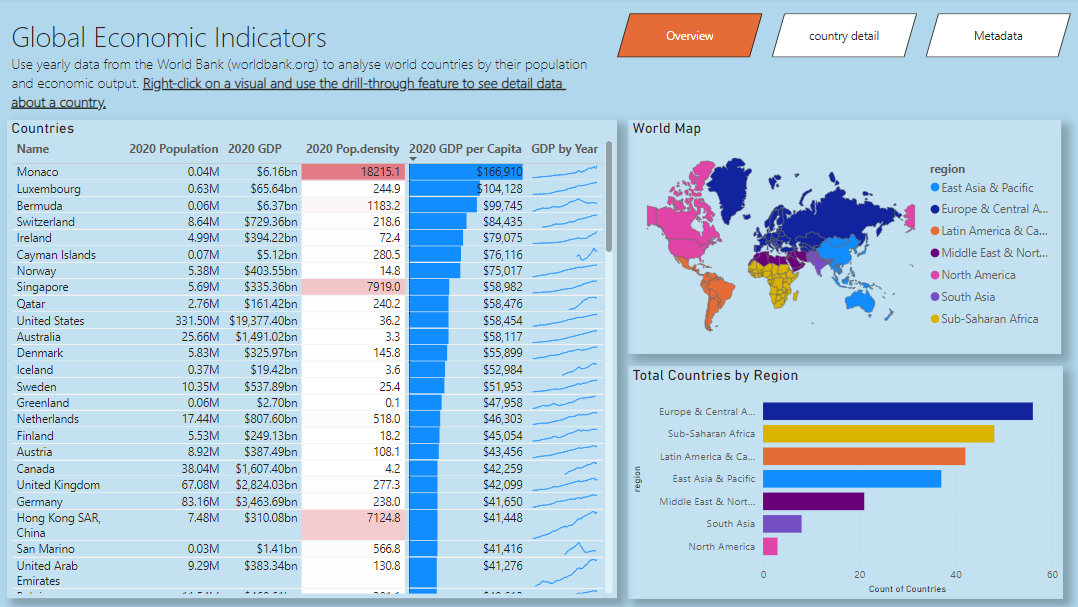 Global Economic Indicators
Use yearly data from the World Bank (worldbank.org) to analyse world countries by their population
and economic output. Right-click on a visual and use the drill-through feature to see detail data
about a country.
Overview
country detail
Metadata
Countries
Name 2020 Population 2020 GDP 2020 Pop.density 2020 GDP per Capita GDP by Year
Monaco 0.04M $6.16bn 18215.1 $166,910
Luxembourg 0.63M $65.64bn 244.9 $104,128
Bermuda 0.06M $6.37bn 1183.2 $99,745
Switzerland 8.64M $729.36bn 218.6 $84,435
Ireland 4.99M $394.22bn 72.4 $79,075
Cayman Islands 0.07M $5.12bn 280.5 $76,116
Norway 5.38M $403.55bn 14.8 $75,017
Singapore 5.69M $335.36bn 7919.0 $58,982
Qatar 2.76M $161.42bn 240.2 $58,476
United States 331.50M $19,377.40bn 36.2 $58,454
Australia 25.66M $1,491.02bn 3.3 $58,117
Denmark 5.83M $325.97bn 145.8 $55,899
Iceland 0.37M $19.42bn 3.6 $52,984
Sweden 10.35M $537.89bn 25.4 $51,953
Greenland 0.06M $2.70bn 0.1 $47,958
Netherlands 17.44M $807.60bn 518.0 $46,303
Finland 5.53M $249.13bn 18.2 $45,054
Austria 8.92M $387.49bn 108.1 $43,456
Canada 38.04M $1,607.40bn 4.2 $42,259
United Kingdom 67.08M $2,824.03bn 277.3 $42,099
Germany 83.16M $3,463.69bn 238.0 $41,650
Hong Kong SAR, 7.48M $310.08bn 7124.8 $41,448
China
San Marino 0.03M $1.41bn 566.8 $41,416
United Arab 9.29M $383.34bn 130.8 $41,276
Emirates
World Map
region
East Asia & Pacific
Europe & Central A...
Latin America & Ca...
Middle East & Nort...
North America
South Asia
Sub-Saharan Africa
Total Countries by Region
region
Europe & Central A...
Sub-Saharan Africa
Latin America & Ca...
East Asia & Pacific
Middle East & Nort...
South Asia
North America
0 20 40 60
Count of Countries